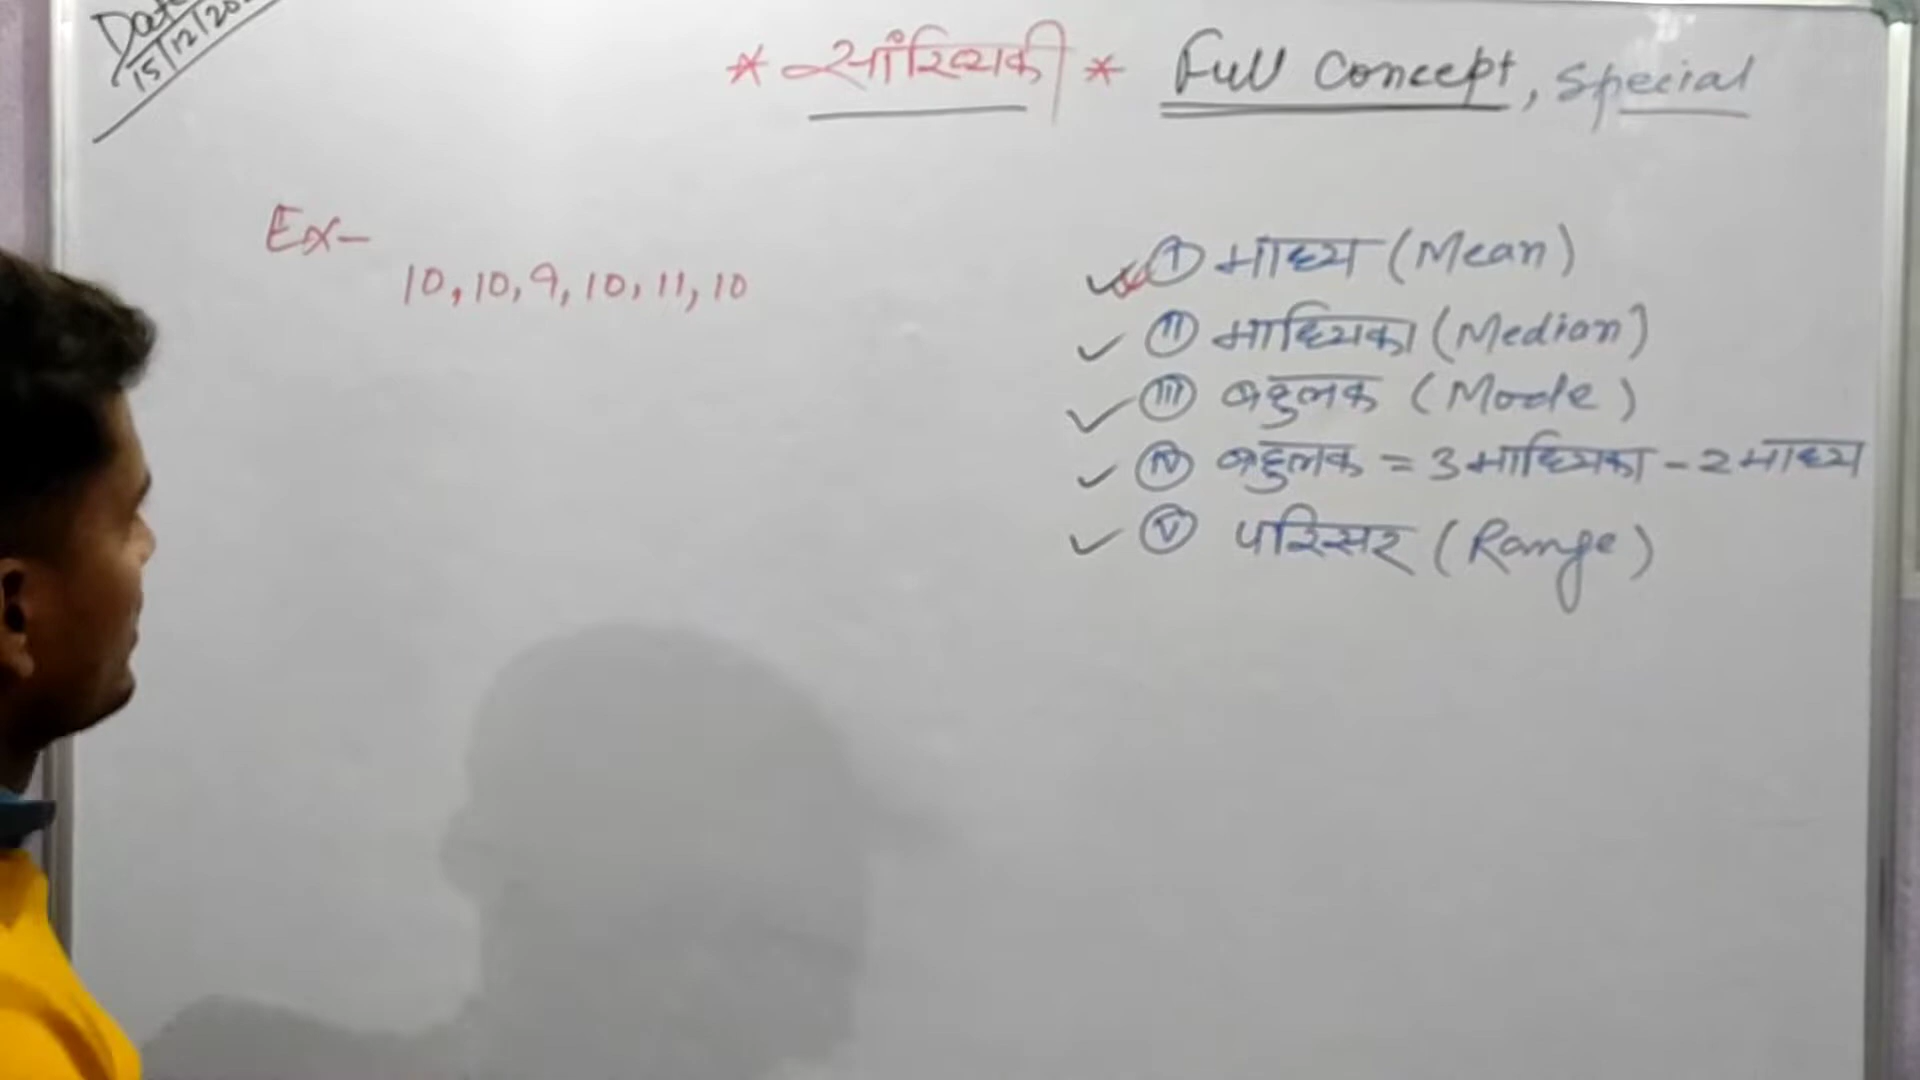 Date
15/12/20
* सांख्यिकी * Full Concept, Special
Ex-
10, 10, 9, 10, 11, 10
I माध्य (Mean)
II माध्यिका (Median)
III बहुलक (Mode)
IV बहुलक = 3 माध्यिका - 2 माध्य
V परिसर (Range)